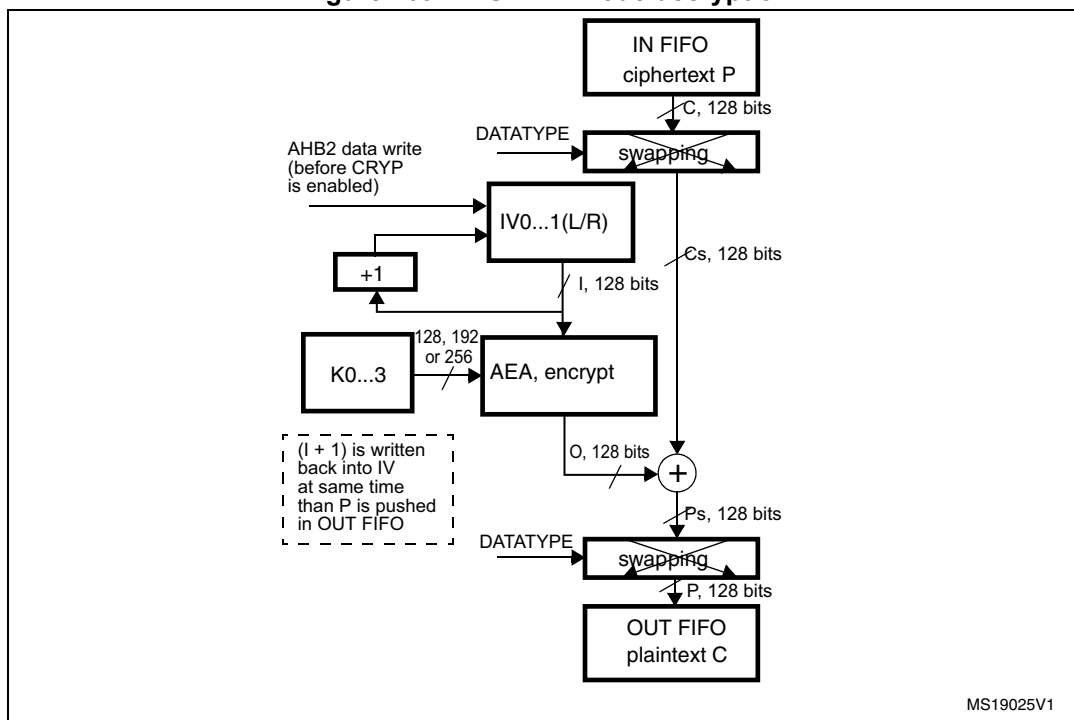 IN FIFO
ciphertext P
C, 128 bits
DATATYPE
swapping
AHB2 data write
(before CRYP
is enabled)
IV0...1(L/R)
Cs, 128 bits
+1
I, 128 bits
128, 192
or 256
K0...3
AEA, encrypt
(I + 1) is written
back into IV
at same time
than P is pushed
in OUT FIFO
O, 128 bits
+
Ps, 128 bits
DATATYPE
swapping
P, 128 bits
OUT FIFO
plaintext C
MS19025V1